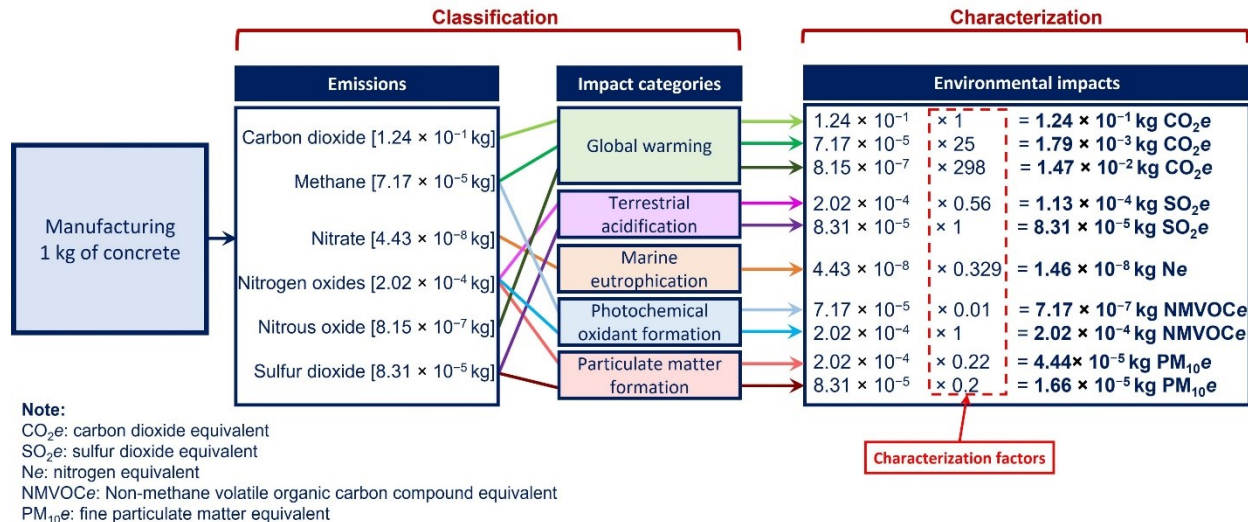 Classification
Characterization
Emissions
Impact categories
Environmental impacts
Manufacturing
1 kg of concrete
Carbon dioxide [1.24 × 10⁻¹ kg]
Methane [7.17 × 10⁻⁵ kg]
Nitrate [4.43 × 10⁻⁸ kg]
Nitrogen oxides [2.02 × 10⁻⁴ kg]
Nitrous oxide [8.15 × 10⁻⁷ kg]
Sulfur dioxide [8.31 × 10⁻⁵ kg]
Global warming
Terrestrial
acidification
Marine
eutrophication
Photochemical
oxidant formation
Particulate matter
formation
1.24 × 10⁻¹ × 1 = 1.24 × 10⁻¹ kg CO₂e
7.17 × 10⁻⁵ × 25 = 1.79 × 10⁻³ kg CO₂e
8.15 × 10⁻⁷ × 298 = 1.47 × 10⁻² kg CO₂e
2.02 × 10⁻⁴ × 0.56 = 1.13 × 10⁻⁴ kg SO₂e
8.31 × 10⁻⁵ × 1 = 8.31 × 10⁻⁵ kg SO₂e
4.43 × 10⁻⁸ × 0.329 = 1.46 × 10⁻⁸ kg Ne
7.17 × 10⁻⁵ × 0.01 = 7.17 × 10⁻⁷ kg NMVOCe
2.02 × 10⁻⁴ × 1 = 2.02 × 10⁻⁴ kg NMVOCe
2.02 × 10⁻⁴ × 0.22 = 4.44× 10⁻⁵ kg PM₁₀e
8.31 × 10⁻⁵ × 0.2 = 1.66 × 10⁻⁵ kg PM₁₀e
Characterization factors
Note:
CO₂e: carbon dioxide equivalent
SO₂e: sulfur dioxide equivalent
Ne: nitrogen equivalent
NMVOCe: Non-methane volatile organic carbon compound equivalent
PM₁₀e: fine particulate matter equivalent